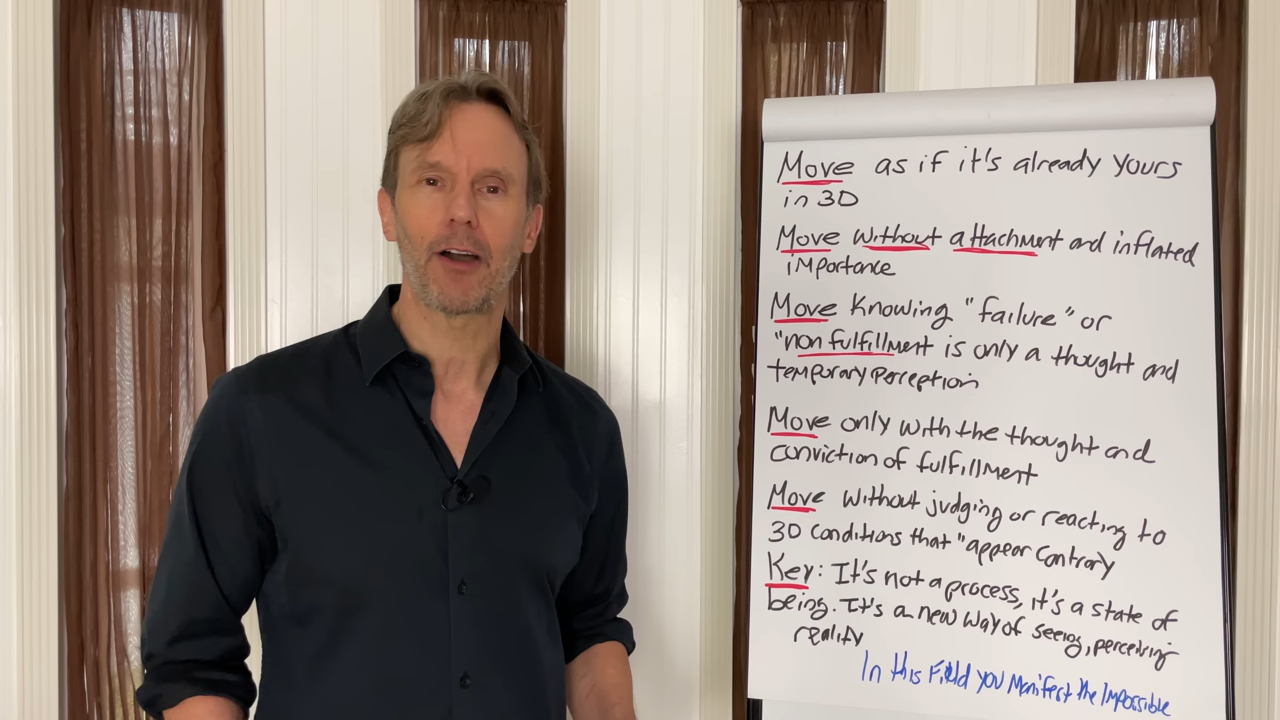 Move as if it's already yours
in 3D
Move without attachment and inflated
importance
Move Knowing "failure" or
"non fulfillment is only a thought and
temporary perception
Move only with the thought and
conviction of fulfillment
Move without judging or reacting to
3D conditions that "appear contrary
Key: It's not a process, it's a state of
being. It's a new way of seeing, perceiving
reality
In this Field you Manifest the Impossible